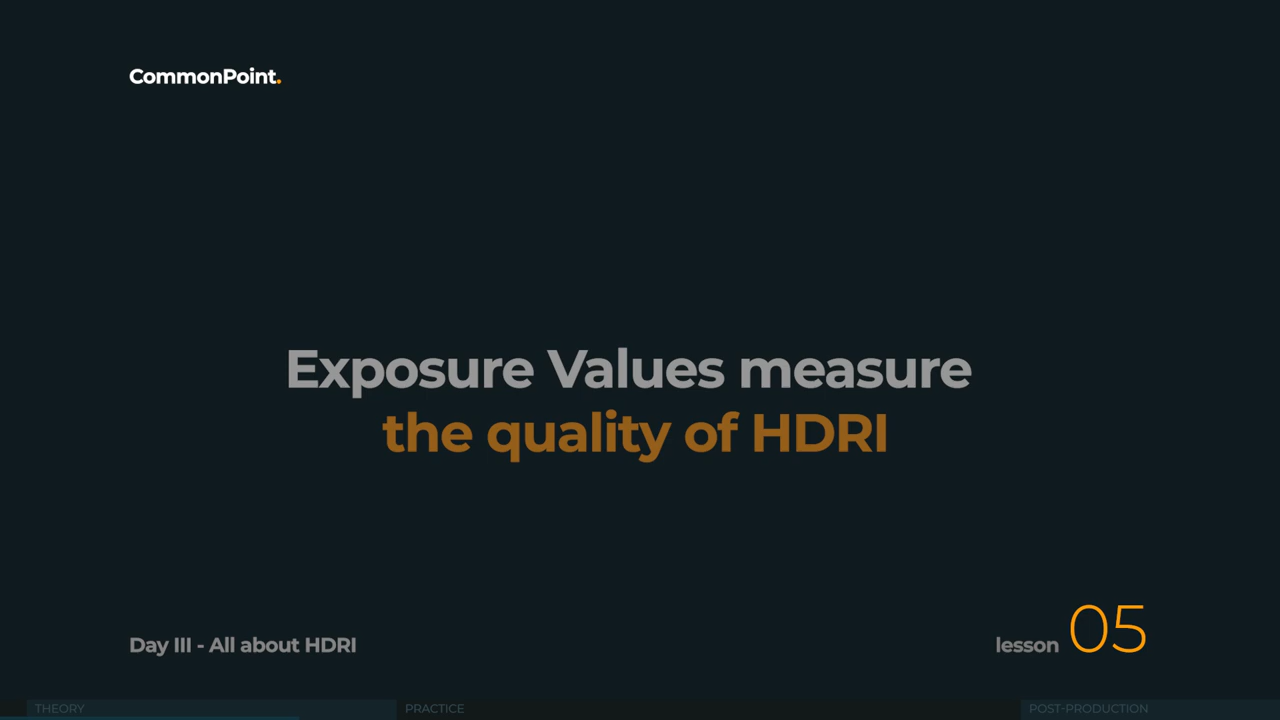 CommonPoint.
Exposure Values measure
the quality of HDRI
Day III - All about HDRI
lesson 05
THEORY
PRACTICE
POST-PRODUCTION